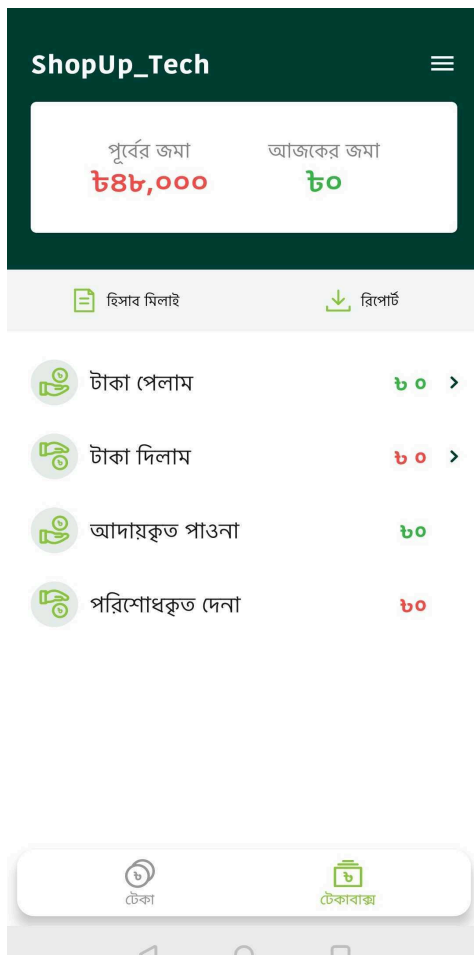 ShopUp_Tech
পূর্বের জমা আজকের জমা
৳৪৮,০০০ ৳০
হিসাব মিলাই রিপোর্ট
টাকা পেলাম ৳ ০
টাকা দিলাম ৳ ০
আদায়কৃত পাওনা ৳০
পরিশোধকৃত দেনা ৳০
টেকা টেকাবাক্স